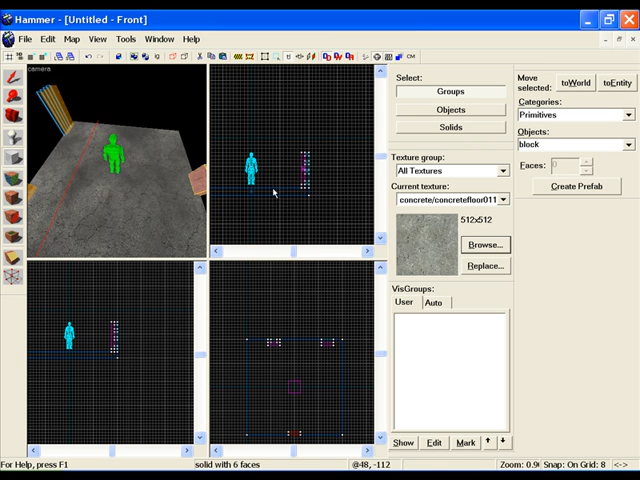 Hammer - [Untitled - Front]
File Edit Map View Tools Window Help
camera
Select:
Groups
Objects
Solids
Texture group:
All Textures
Current texture:
concrete/concretefloor011
512x512
Browse...
Replace...
VisGroups:
User Auto
Show Edit Mark
Move
selected:
toWorld toEntity
Categories:
Primitives
Objects:
block
Faces: 0
Create Prefab
For Help, press F1 solid with 6 faces @48, -112 Snap: On Grid: 8 <->